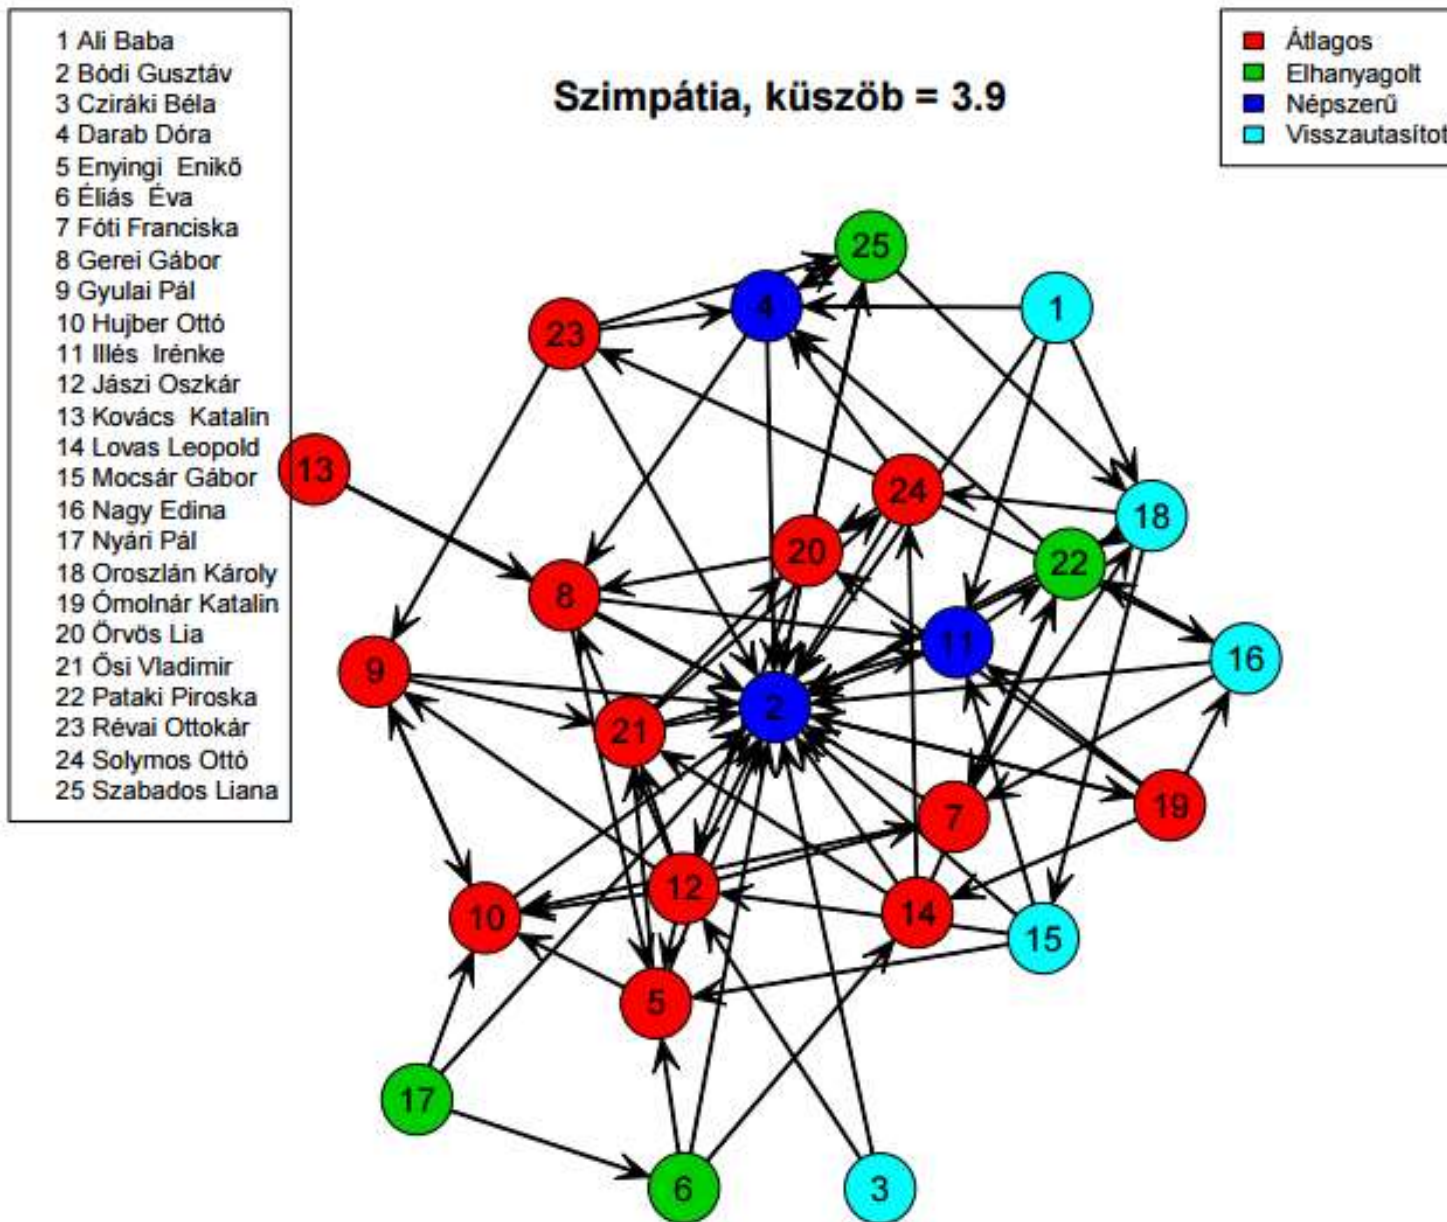 1 Ali Baba
2 Bódi Gusztáv
3 Cziráki Béla
4 Darab Dóra
5 Enyingi  Enikő
6 Éliás  Éva
7 Fóti Franciska
8 Gerei Gábor
9 Gyulai Pál
10 Hujber Ottó
11 Illés  Irénke
12 Jászi Oszkár
13 Kovács  Katalin
14 Lovas Leopold
15 Mocsár Gábor
16 Nagy Edina
17 Nyári Pál
18 Oroszlán Károly
19 Ómolnár Katalin
20 Örvös Lia
21 Ősi Vladimir
22 Pataki Piroska
23 Révai Ottokár
24 Solymos Ottó
25 Szabados Liana
Szimpátia, küszöb = 3.9
Átlagos
Elhanyagolt
Népszerű
Visszautasítot
25
4
1
23
13
24
18
20
22
8
11
16
9
2
21
19
7
12
14
10
15
5
17
6
3